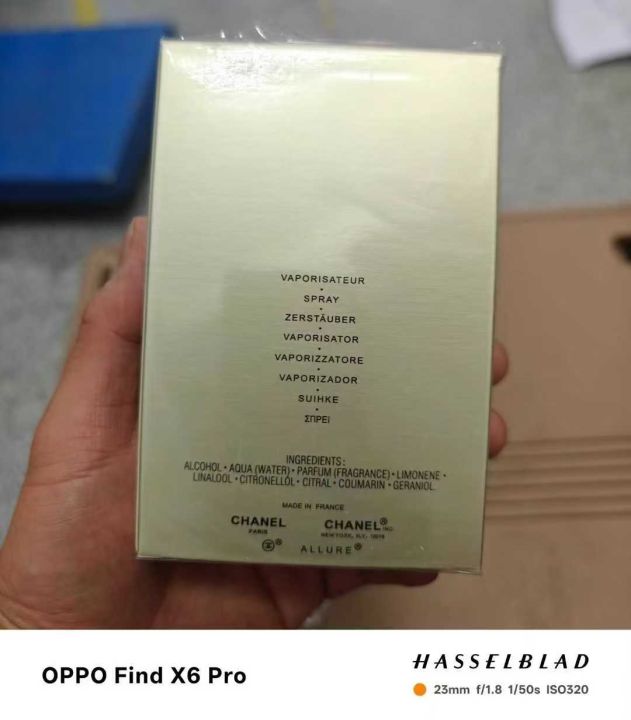 VAPORISATEUR
SPRAY
ZERSTÄUBER
VAPORISATOR
VAPORIZZATORE
VAPORIZADOR
SUIHKE
ΣΠΡΕΪ
INGREDIENTS:
ALCOHOL • AQUA (WATER) • PARFUM (FRAGRANCE) • LIMONENE •
LINALOOL • CITRONELLOL • CITRAL • COUMARIN • GERANIOL
MADE IN FRANCE
CHANEL CHANEL® INC.
PARIS NEW YORK, N.Y.
ALLURE®
OPPO Find X6 Pro
HASSELBLAD
23mm f/1.8 1/50s ISO320